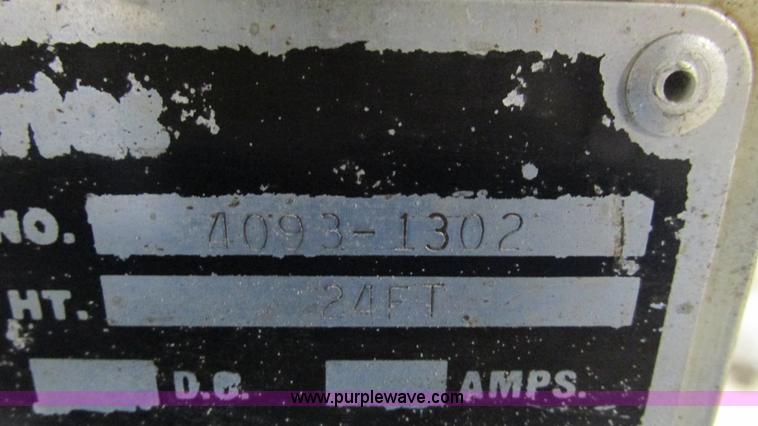 NO. 4093-1302
HT. 24FT
D.C. AMPS.
www.purplewave.com